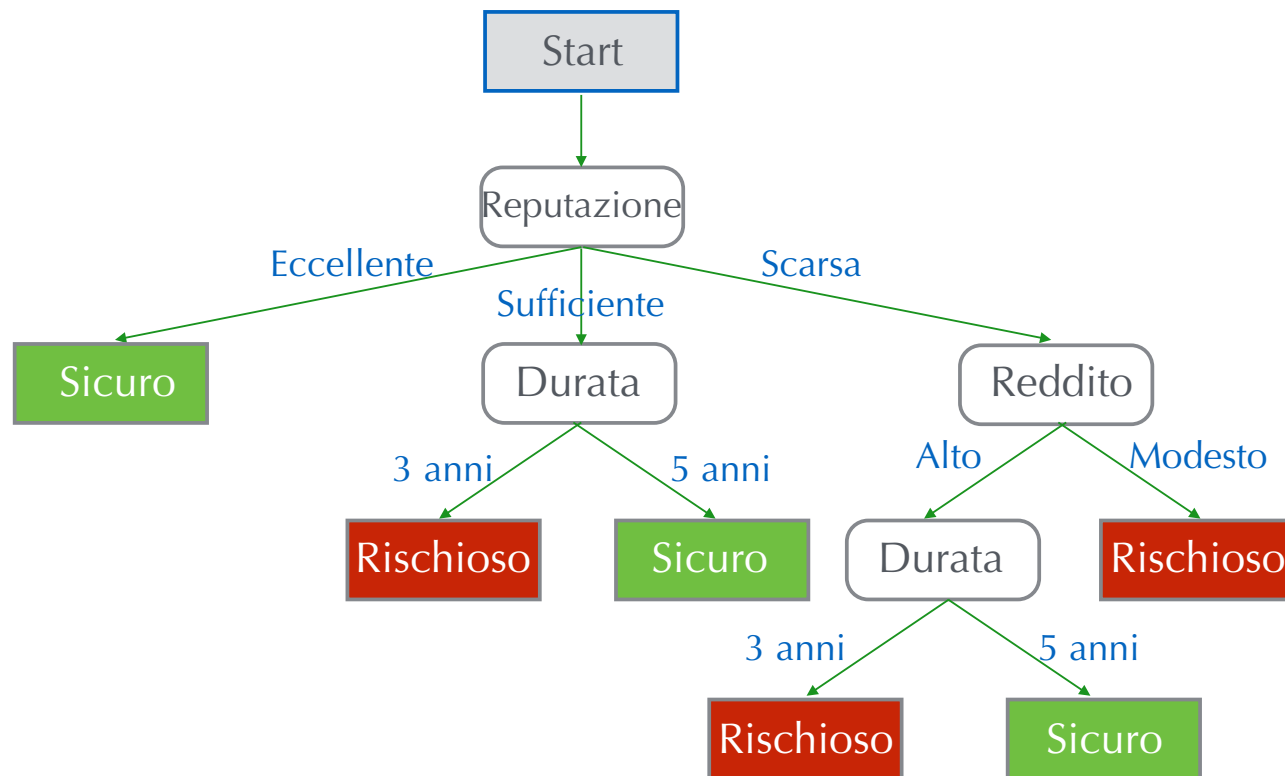 Start
Reputazione
Eccellente
Scarsa
Sufficiente
Sicuro
Durata
Reddito
3 anni
5 anni
Alto
Modesto
Rischioso
Sicuro
Durata
Rischioso
3 anni
5 anni
Rischioso
Sicuro